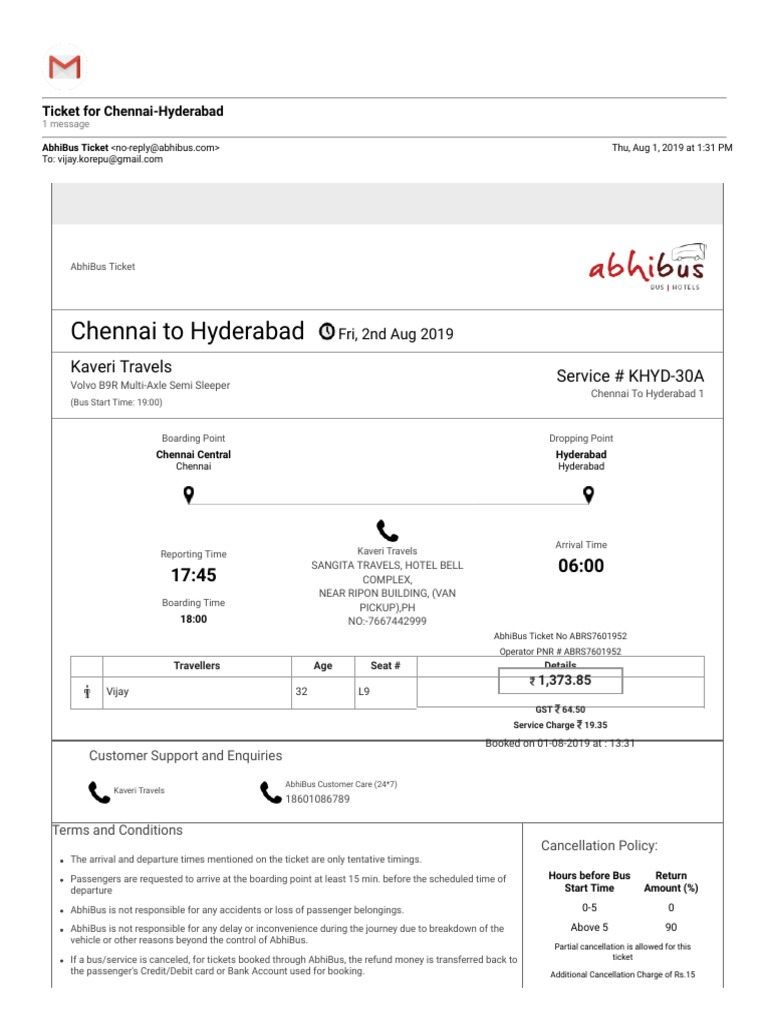 Ticket for Chennai-Hyderabad
1 message
AbhiBus Ticket <no-reply@abhibus.com> Thu, Aug 1, 2019 at 1:31 PM
To: vijay.korepu@gmail.com
AbhiBus Ticket
abhibus
BUS | HOTELS
Chennai to Hyderabad Fri, 2nd Aug 2019
Kaveri Travels
Volvo B9R Multi-Axle Semi Sleeper
(Bus Start Time: 19:00)
Service # KHYD-30A
Chennai To Hyderabad 1
Boarding Point
Chennai Central
Chennai
Dropping Point
Hyderabad
Hyderabad
Reporting Time
17:45
Boarding Time
18:00
Kaveri Travels
SANGITA TRAVELS, HOTEL BELL
COMPLEX,
NEAR RIPON BUILDING, (VAN
PICKUP),PH
NO:-7667442999
Arrival Time
06:00
AbhiBus Ticket No ABRS7601952
Operator PNR # ABRS7601952
Travellers Age Seat # Details
Vijay 32 L9
₹ 1,373.85
GST ₹ 64.50
Service Charge ₹ 19.35
Booked on 01-08-2019 at : 13:31
Customer Support and Enquiries
Kaveri Travels
AbhiBus Customer Care (24*7)
18601086789
Terms and Conditions
• The arrival and departure times mentioned on the ticket are only tentative timings.
• Passengers are requested to arrive at the boarding point at least 15 min. before the scheduled time of
departure
• AbhiBus is not responsible for any accidents or loss of passenger belongings.
• AbhiBus is not responsible for any delay or inconvenience during the journey due to breakdown of the
vehicle or other reasons beyond the control of AbhiBus.
• If a bus/service is canceled, for tickets booked through AbhiBus, the refund money is transferred back to
the passenger's Credit/Debit card or Bank Account used for booking.
Cancellation Policy:
Hours before Bus Return
Start Time Amount (%)
0-5 0
Above 5 90
Partial cancellation is allowed for this
ticket
Additional Cancellation Charge of Rs.15